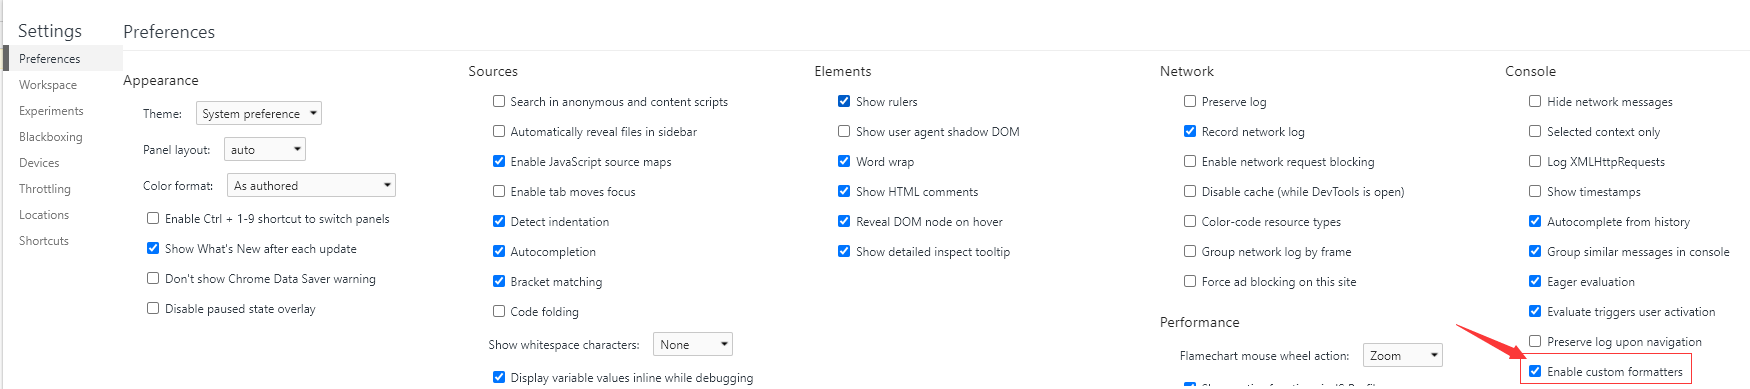 Settings
Preferences
Workspace
Experiments
Blackboxing
Devices
Throttling
Locations
Shortcuts
Preferences
Appearance
Theme: System preference
Panel layout: auto
Color format: As authored
Enable Ctrl + 1-9 shortcut to switch panels
Show What's New after each update
Don't show Chrome Data Saver warning
Disable paused state overlay
Sources
Search in anonymous and content scripts
Automatically reveal files in sidebar
Enable JavaScript source maps
Enable tab moves focus
Detect indentation
Autocompletion
Bracket matching
Code folding
Show whitespace characters: None
Display variable values inline while debugging
Elements
Show rulers
Show user agent shadow DOM
Word wrap
Show HTML comments
Reveal DOM node on hover
Show detailed inspect tooltip
Network
Preserve log
Record network log
Enable network request blocking
Disable cache (while DevTools is open)
Color-code resource types
Group network log by frame
Force ad blocking on this site
Performance
Flamechart mouse wheel action: Zoom
Console
Hide network messages
Selected context only
Log XMLHttpRequests
Show timestamps
Autocomplete from history
Group similar messages in console
Eager evaluation
Evaluate triggers user activation
Preserve log upon navigation
Enable custom formatters